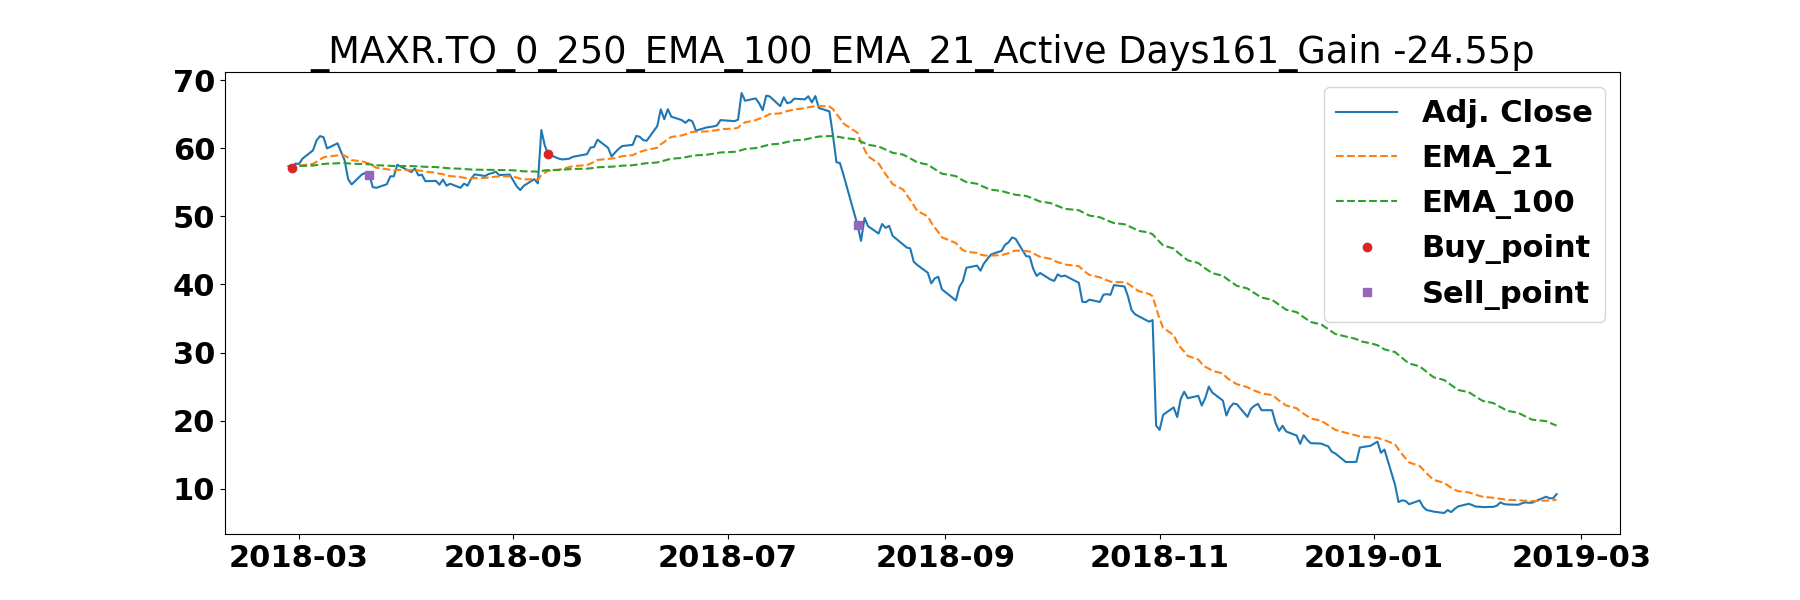 _MAXR.TO_0_250_EMA_100_EMA_21_Active Days161_Gain -24.55p
70
60
50
40
30
20
10
Adj. Close
EMA_21
EMA_100
Buy_point
Sell_point
2018-03 2018-05 2018-07 2018-09 2018-11 2019-01 2019-03